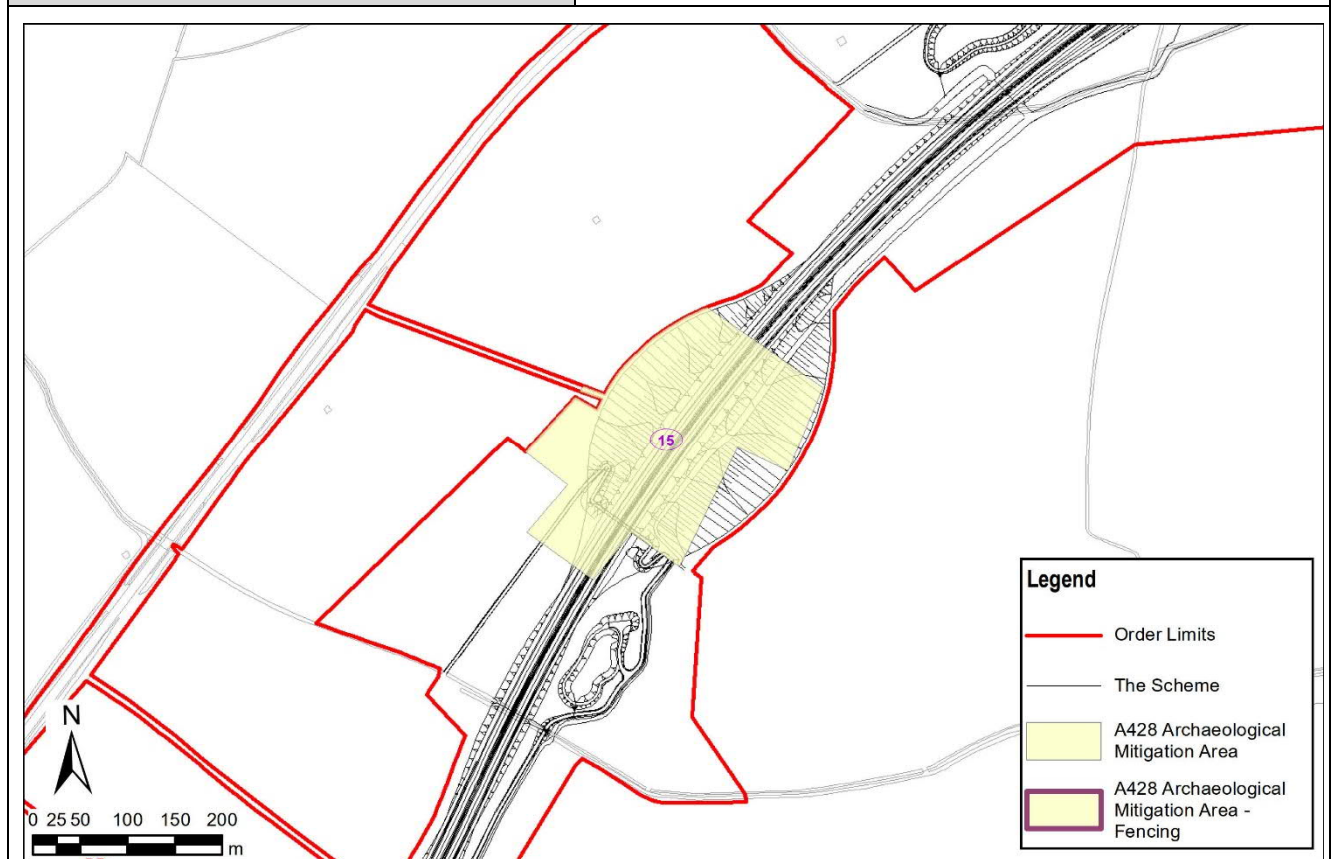 15
Legend
Order Limits
The Scheme
A428 Archaeological
Mitigation Area
A428 Archaeological
Mitigation Area -
Fencing
N
0 25 50 100 150 200
m